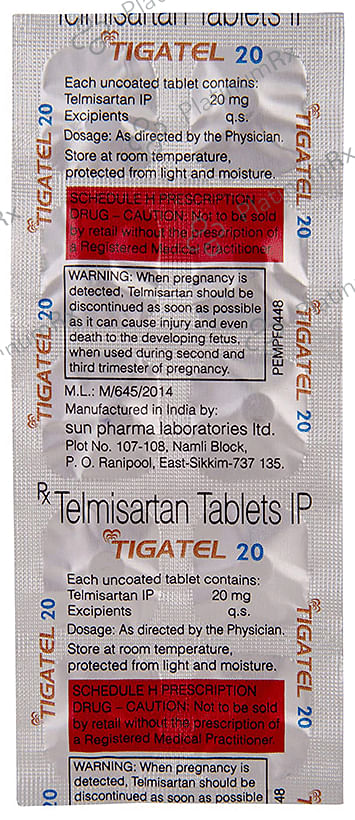 Telmisartan Tablets IP
TIGATEL 20
Each uncoated tablet contains:
Telmisartan IP 20 mg
Excipients q.s.
Dosage: As directed by the Physician.
Store at room temperature,
protected from light and moisture.
SCHEDULE H PRESCRIPTION
DRUG – CAUTION: Not to be sold
by retail without the prescription of
a Registered Medical Practitioner
WARNING: When pregnancy is
detected, Telmisartan should be
discontinued as soon as possible
as it can cause injury and even
death to the developing fetus,
when used during second and
third trimester of pregnancy.
PEMPF0448
M.L.: M/645/2014
Manufactured in India by:
sun pharma laboratories ltd.
Plot No. 107-108, Namli Block,
P. O. Ranipool, East-Sikkim-737 135.
TIGATEL 20
TIGATEL 20
TIGATEL 20
TIGATEL 20
Rx Telmisartan Tablets IP
TIGATEL 20
Each uncoated tablet contains:
Telmisartan IP 20 mg
Excipients q.s.
Dosage: As directed by the Physician.
Store at room temperature,
protected from light and moisture.
SCHEDULE H PRESCRIPTION
DRUG – CAUTION: Not to be sold
by retail without the prescription of
a Registered Medical Practitioner
WARNING: When pregnancy is
detected, Telmisartan should be
discontinued as soon as possible
48
TIGATEL 20
TIGATEL 20
TIGATEL 20
PlatinumRx